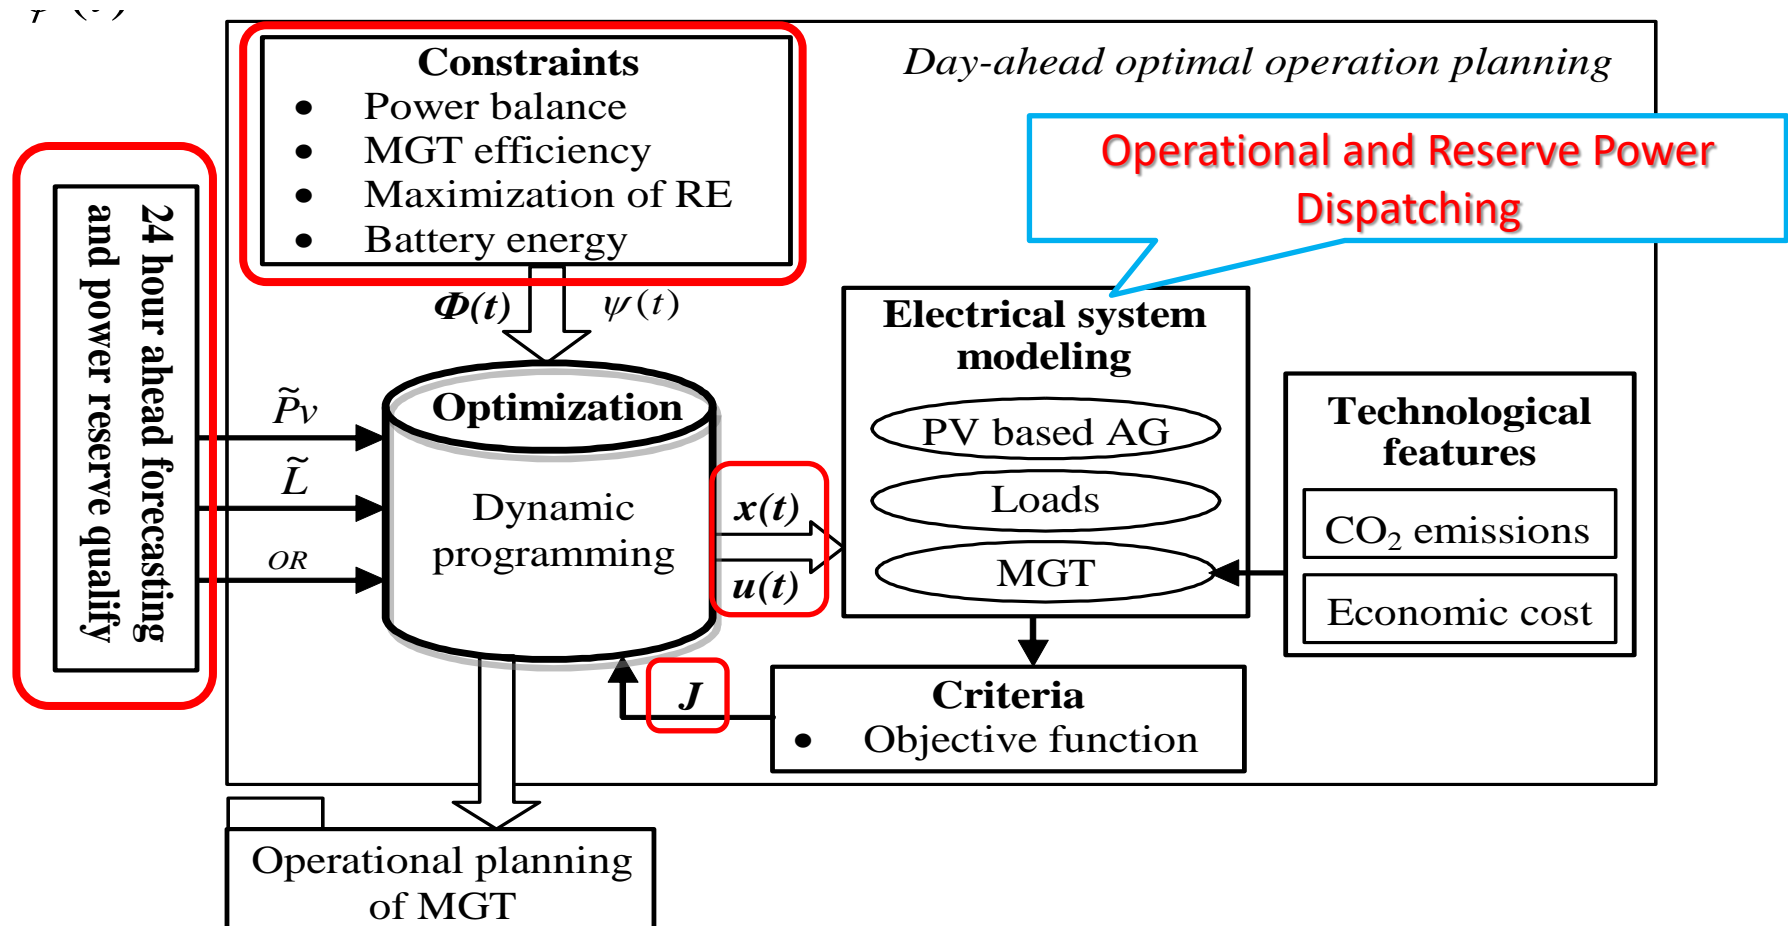 Constraints
• Power balance
• MGT efficiency
• Maximization of RE
• Battery energy
Day-ahead optimal operation planning
Operational and Reserve Power
Dispatching
24 hour ahead forecasting
and power reserve qualify
Φ(t) ψ(t)
P̃v
L̃
OR
Optimization
Dynamic
programming
x(t)
u(t)
Electrical system
modeling
PV based AG
Loads
MGT
Technological
features
CO₂ emissions
Economic cost
J
Criteria
• Objective function
Operational planning
of MGT